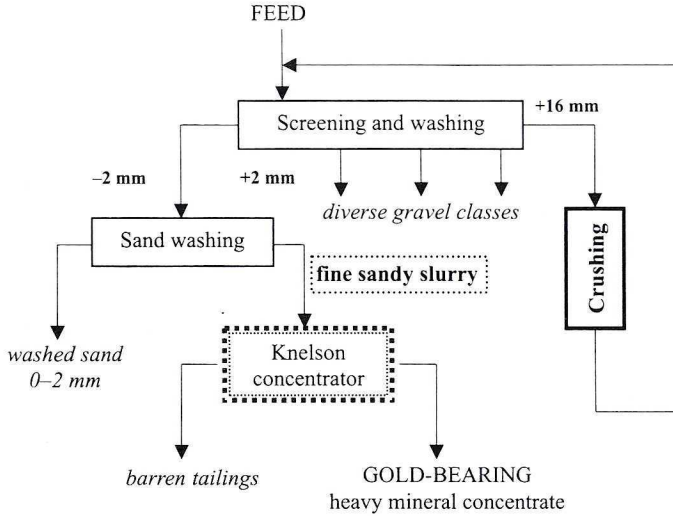 FEED
+16 mm
Screening and washing
–2 mm
+2 mm
diverse gravel classes
Sand washing
Crushing
fine sandy slurry
washed sand
0–2 mm
Knelson
concentrator
barren tailings
GOLD-BEARING
heavy mineral concentrate